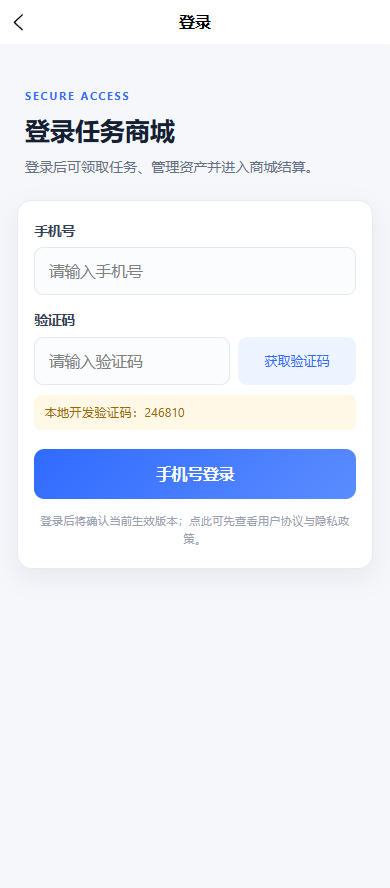 登录
SECURE ACCESS
登录任务商城
登录后可领取任务、管理资产并进入商城结算。
手机号
请输入手机号
验证码
请输入验证码
获取验证码
本地开发验证码：246810
手机号登录
登录后将确认当前生效版本；点此可先查看用户协议与隐私政
策。